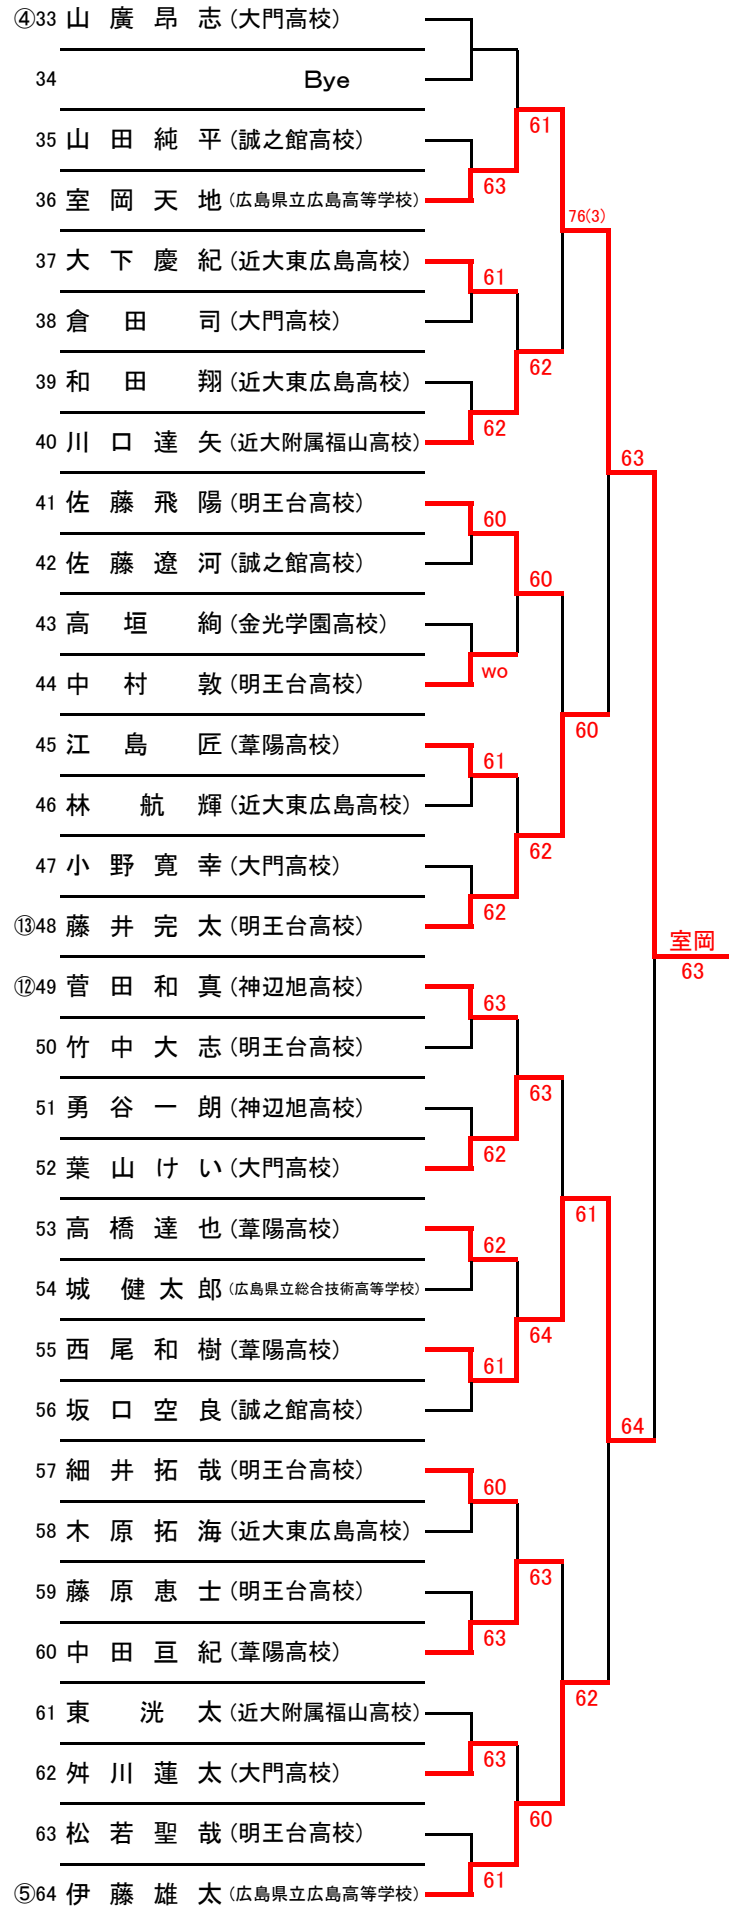 ④33 山廣昂志 (大門高校)
34 Bye
61
35 山田純平 (誠之館高校)
63
36 室岡天地 (広島県立広島高等学校)
76(3)
37 大下慶紀 (近大東広島高校)
61
38 倉田司 (大門高校)
62
39 和田翔 (近大東広島高校)
62
40 川口達矢 (近大附属福山高校)
63
41 佐藤飛陽 (明王台高校)
60
42 佐藤遼河 (誠之館高校)
60
43 高垣絢 (金光学園高校)
wo
44 中村敦 (明王台高校)
60
45 江島匠 (葦陽高校)
61
46 林航輝 (近大東広島高校)
62
47 小野寛幸 (大門高校)
62
⑬48 藤井完太 (明王台高校)
室岡
63
⑫49 菅田和真 (神辺旭高校)
63
50 竹中大志 (明王台高校)
63
51 勇谷一朗 (神辺旭高校)
62
52 葉山けい (大門高校)
61
53 高橋達也 (葦陽高校)
62
54 城健太郎 (広島県立総合技術高等学校)
64
55 西尾和樹 (葦陽高校)
61
56 坂口空良 (誠之館高校)
64
57 細井拓哉 (明王台高校)
60
58 木原拓海 (近大東広島高校)
63
59 藤原恵士 (明王台高校)
63
60 中田亘紀 (葦陽高校)
62
61 東洸太 (近大附属福山高校)
63
62 舛川蓮太 (大門高校)
60
63 松若聖哉 (明王台高校)
61
⑤64 伊藤雄太 (広島県立広島高等学校)